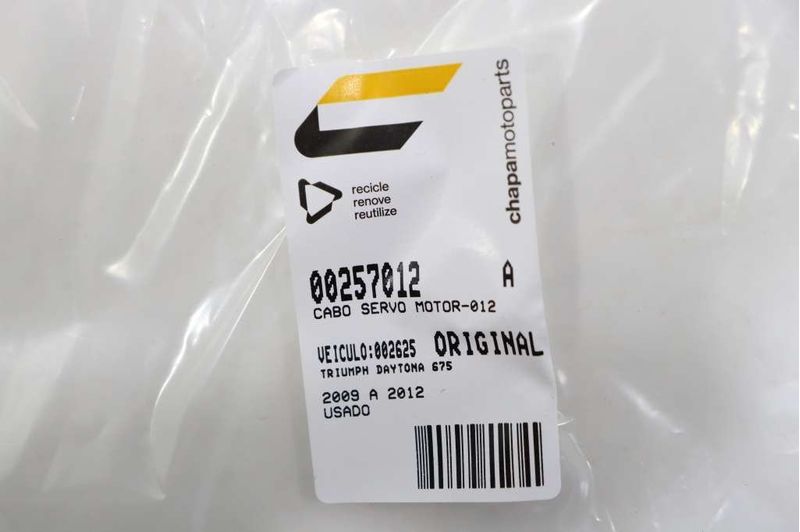 chapamotoparts
recicle
renove
reutilize
00257012 A
CABO SERVO MOTOR-012
VEICULO:002625 ORIGINAL
TRIUMPH DAYTONA 675
2009 A 2012
USADO